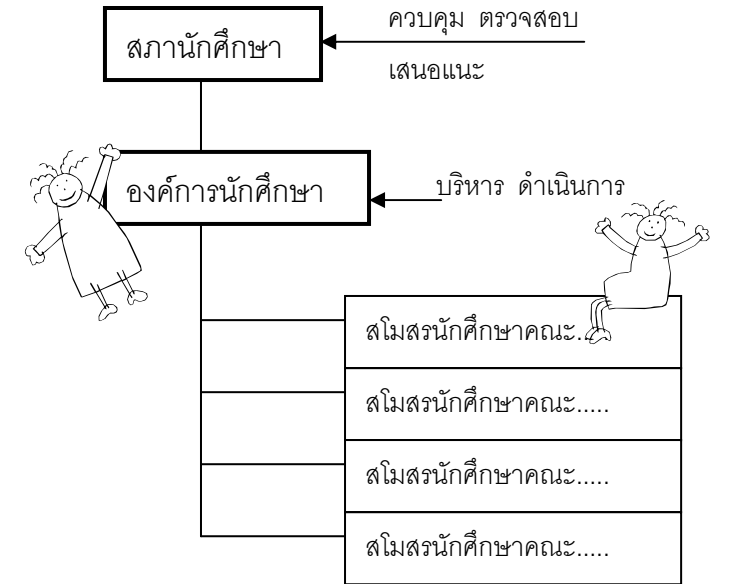 สภานักศึกษา
ควบคุม ตรวจสอบ
เสนอแนะ
องค์การนักศึกษา
บริหาร ดำเนินการ
สโมสรนักศึกษาคณะ..
สโมสรนักศึกษาคณะ.....
สโมสรนักศึกษาคณะ.....
สโมสรนักศึกษาคณะ.....